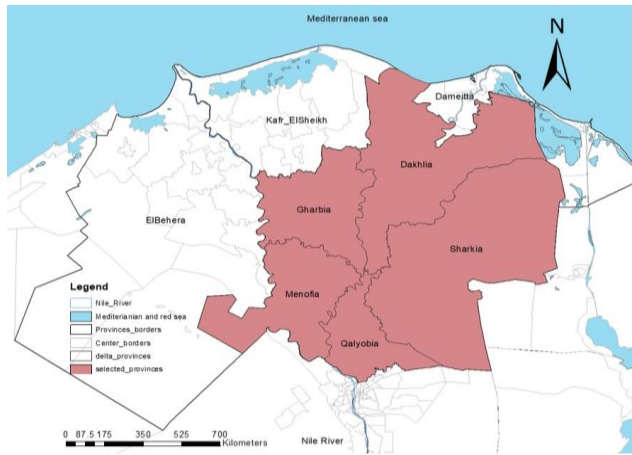 Mediterranean sea
N
Dameitta
Kafr_ElSheikh
Dakhlia
Gharbia
ElBehera
Sharkia
Legend
Nile_River
Mediterianian and red sea
Provinces_borders
Center_borders
delta_provinces
selected_provinces
Menofia
Qalyobia
0 87.5 175 350 525 700
Kilometers
Nile River